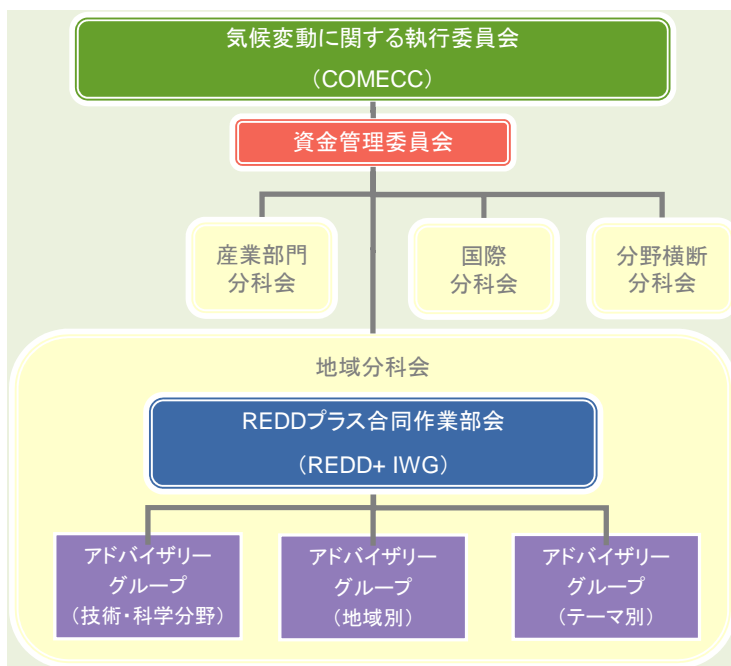 気候変動に関する執行委員会
（COMECC）
資金管理委員会
産業部門
分科会
国際
分科会
分野横断
分科会
地域分科会
REDDプラス合同作業部会
（REDD+ IWG）
アドバイザリー
グループ
（技術・科学分野）
アドバイザリー
グループ
（地域別）
アドバイザリー
グループ
（テーマ別）